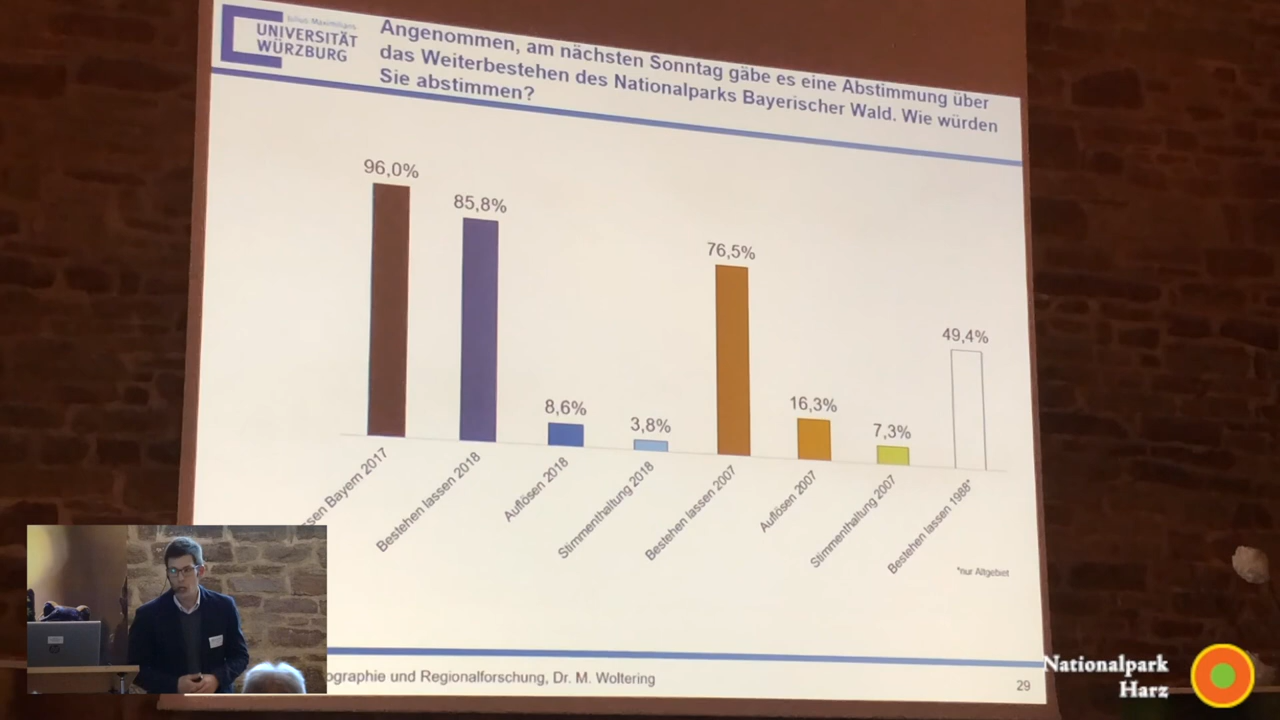 Julius-Maximilians-
UNIVERSITÄT
WÜRZBURG
Angenommen, am nächsten Sonntag gäbe es eine Abstimmung über
das Weiterbestehen des Nationalparks Bayerischer Wald. Wie würden
Sie abstimmen?
96,0%
85,8%
8,6%
3,8%
76,5%
16,3%
7,3%
49,4%
Bayern 2017
Bestehen lassen 2018
Auflösen 2018
Stimmenthaltung 2018
Bestehen lassen 2007
Auflösen 2007
Stimmenthaltung 2007
Bestehen lassen 1988*
*nur Altgebiet
ographie und Regionalforschung, Dr. M. Woltering
29
Nationalpark
Harz